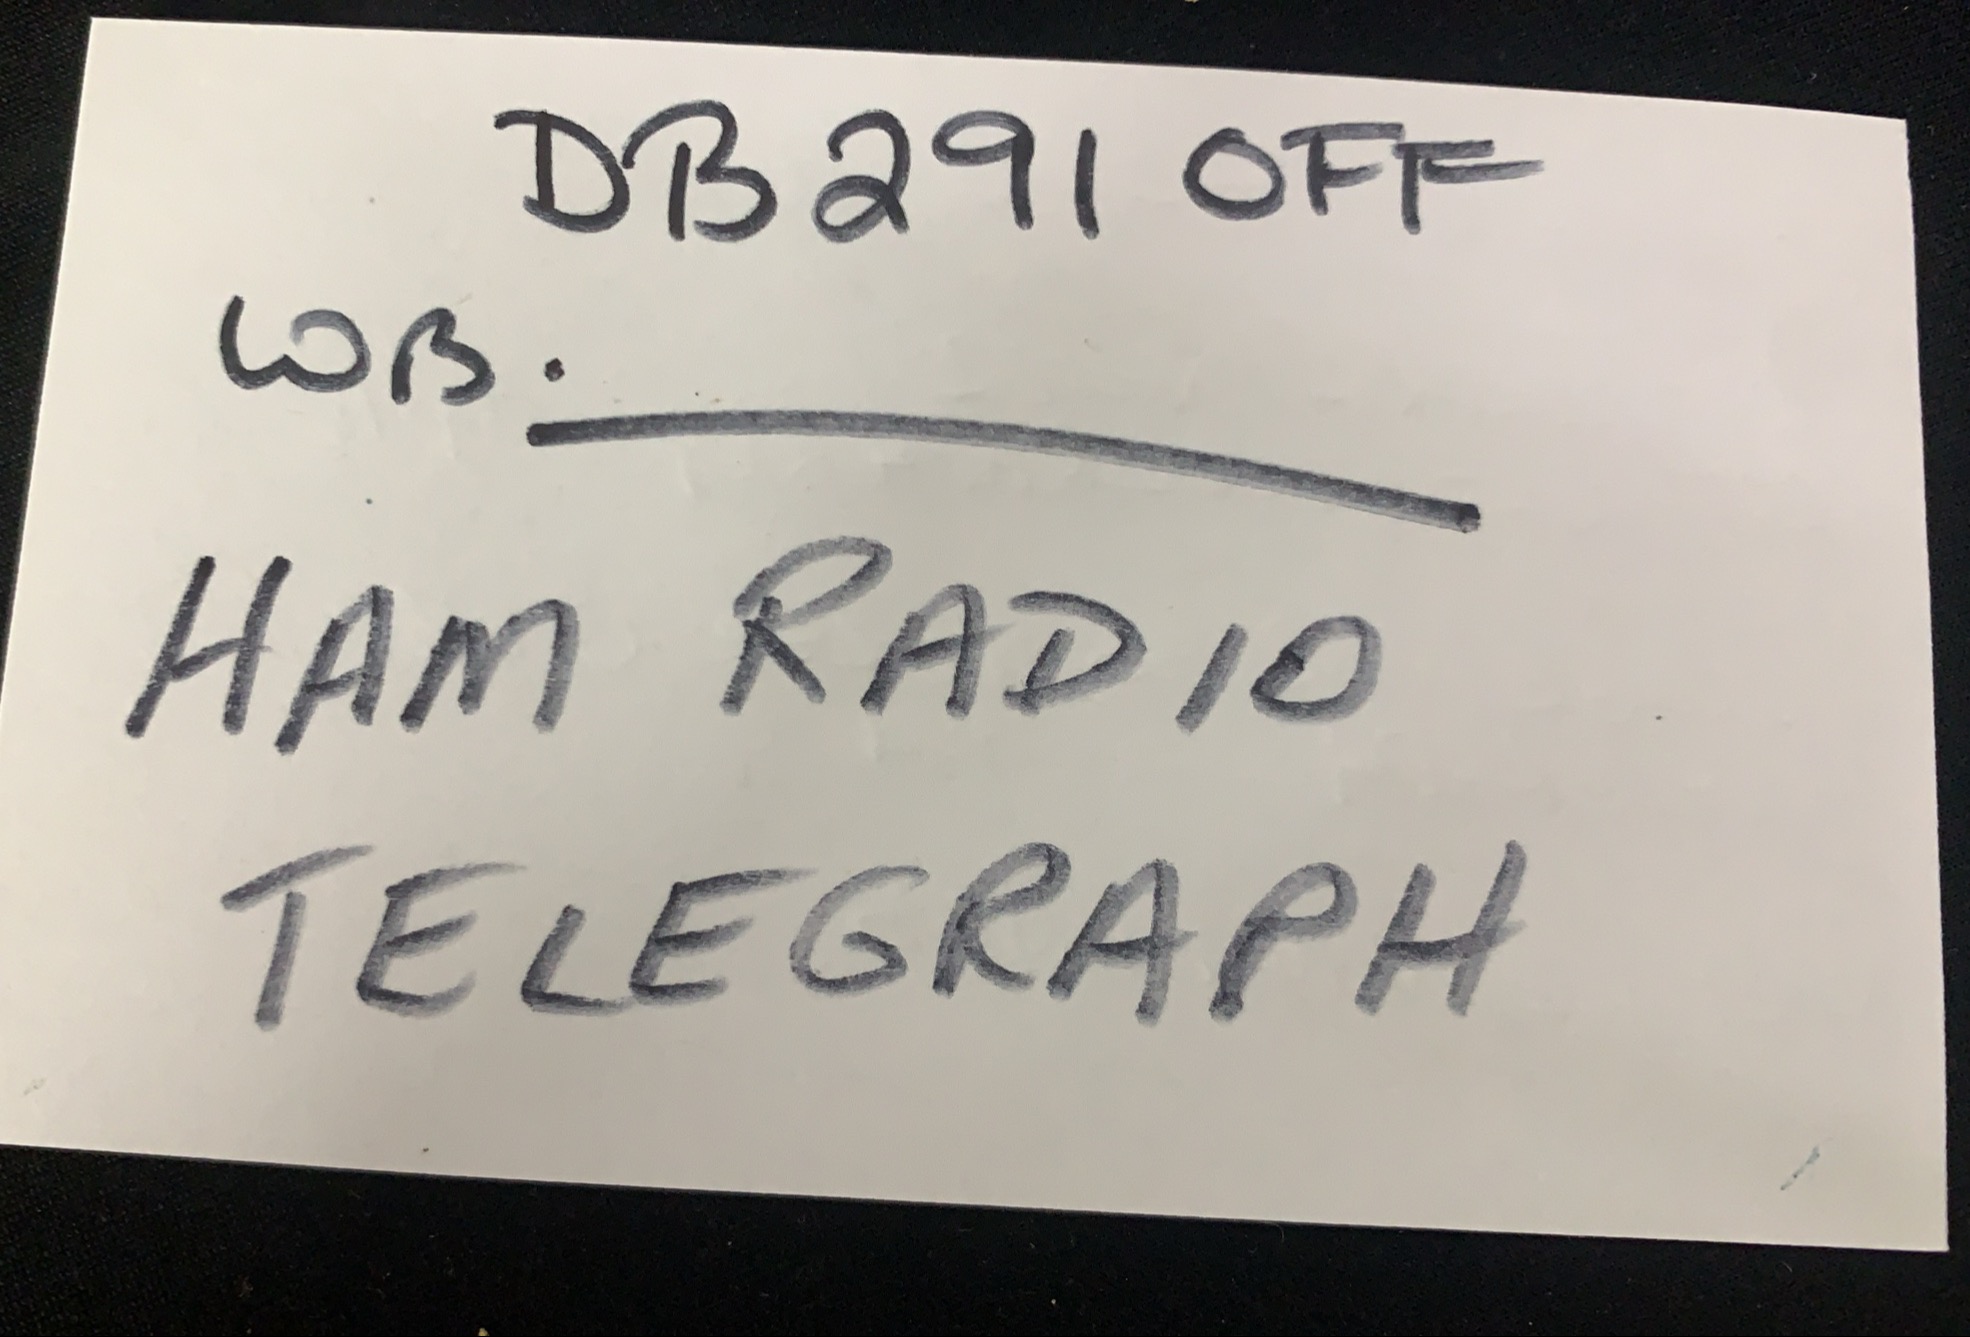 DB291 OFF
WB.
HAM RADIO
TELEGRAPH